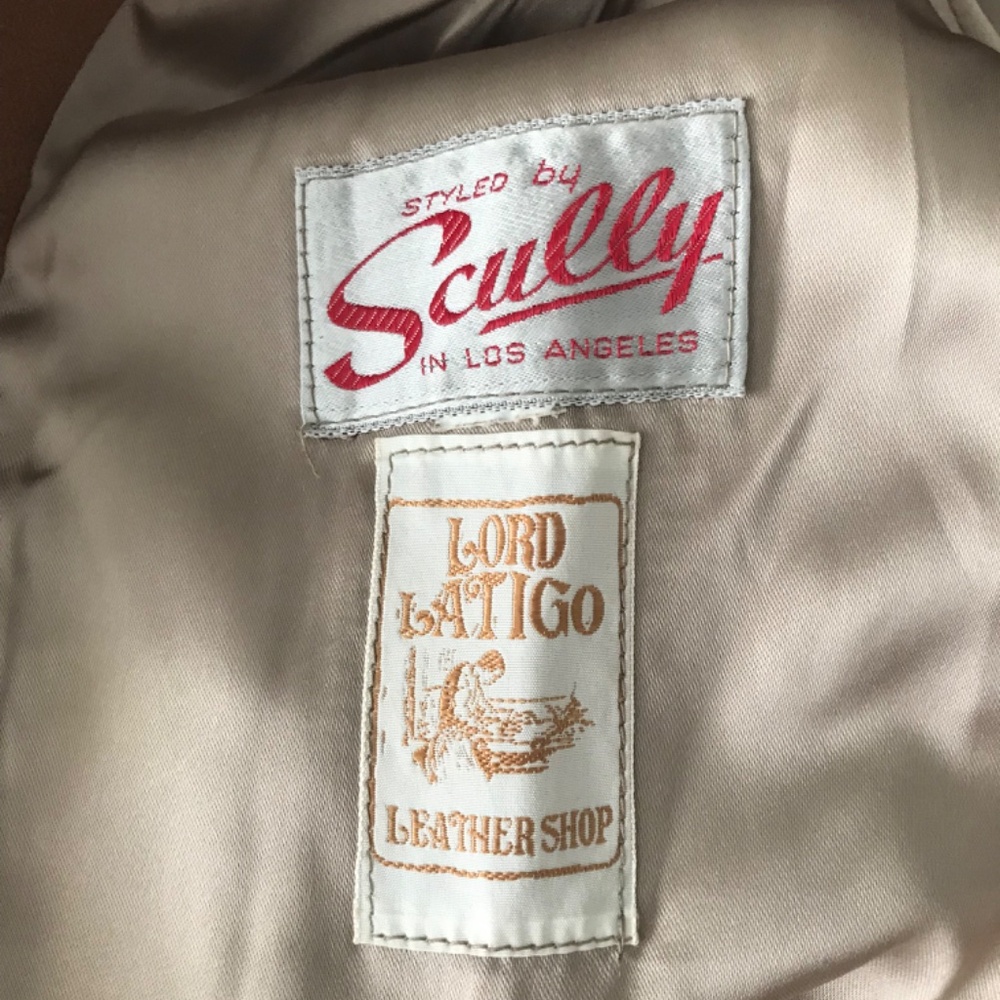 STYLED by
Scully
IN LOS ANGELES
LORD
LATIGO
LEATHER SHOP